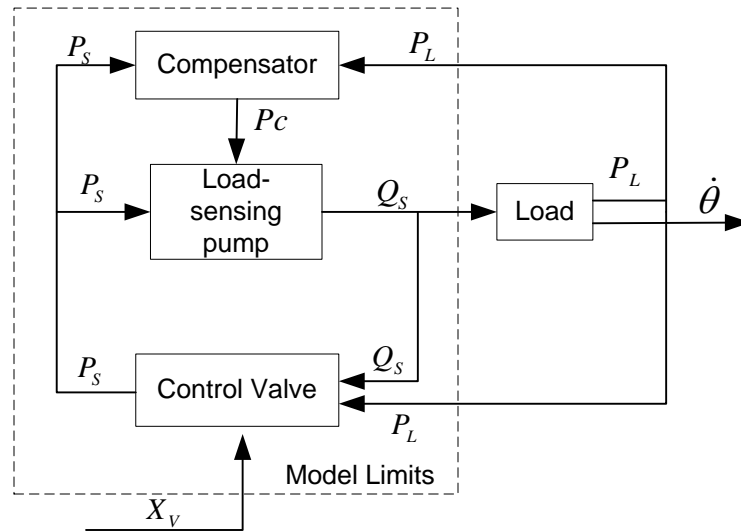 P_S
P_L
Compensator
Pc
P_S
Load-
sensing
pump
Q_S
P_L
Load
θ̇
P_S
Q_S
Control Valve
P_L
Model Limits
X_V